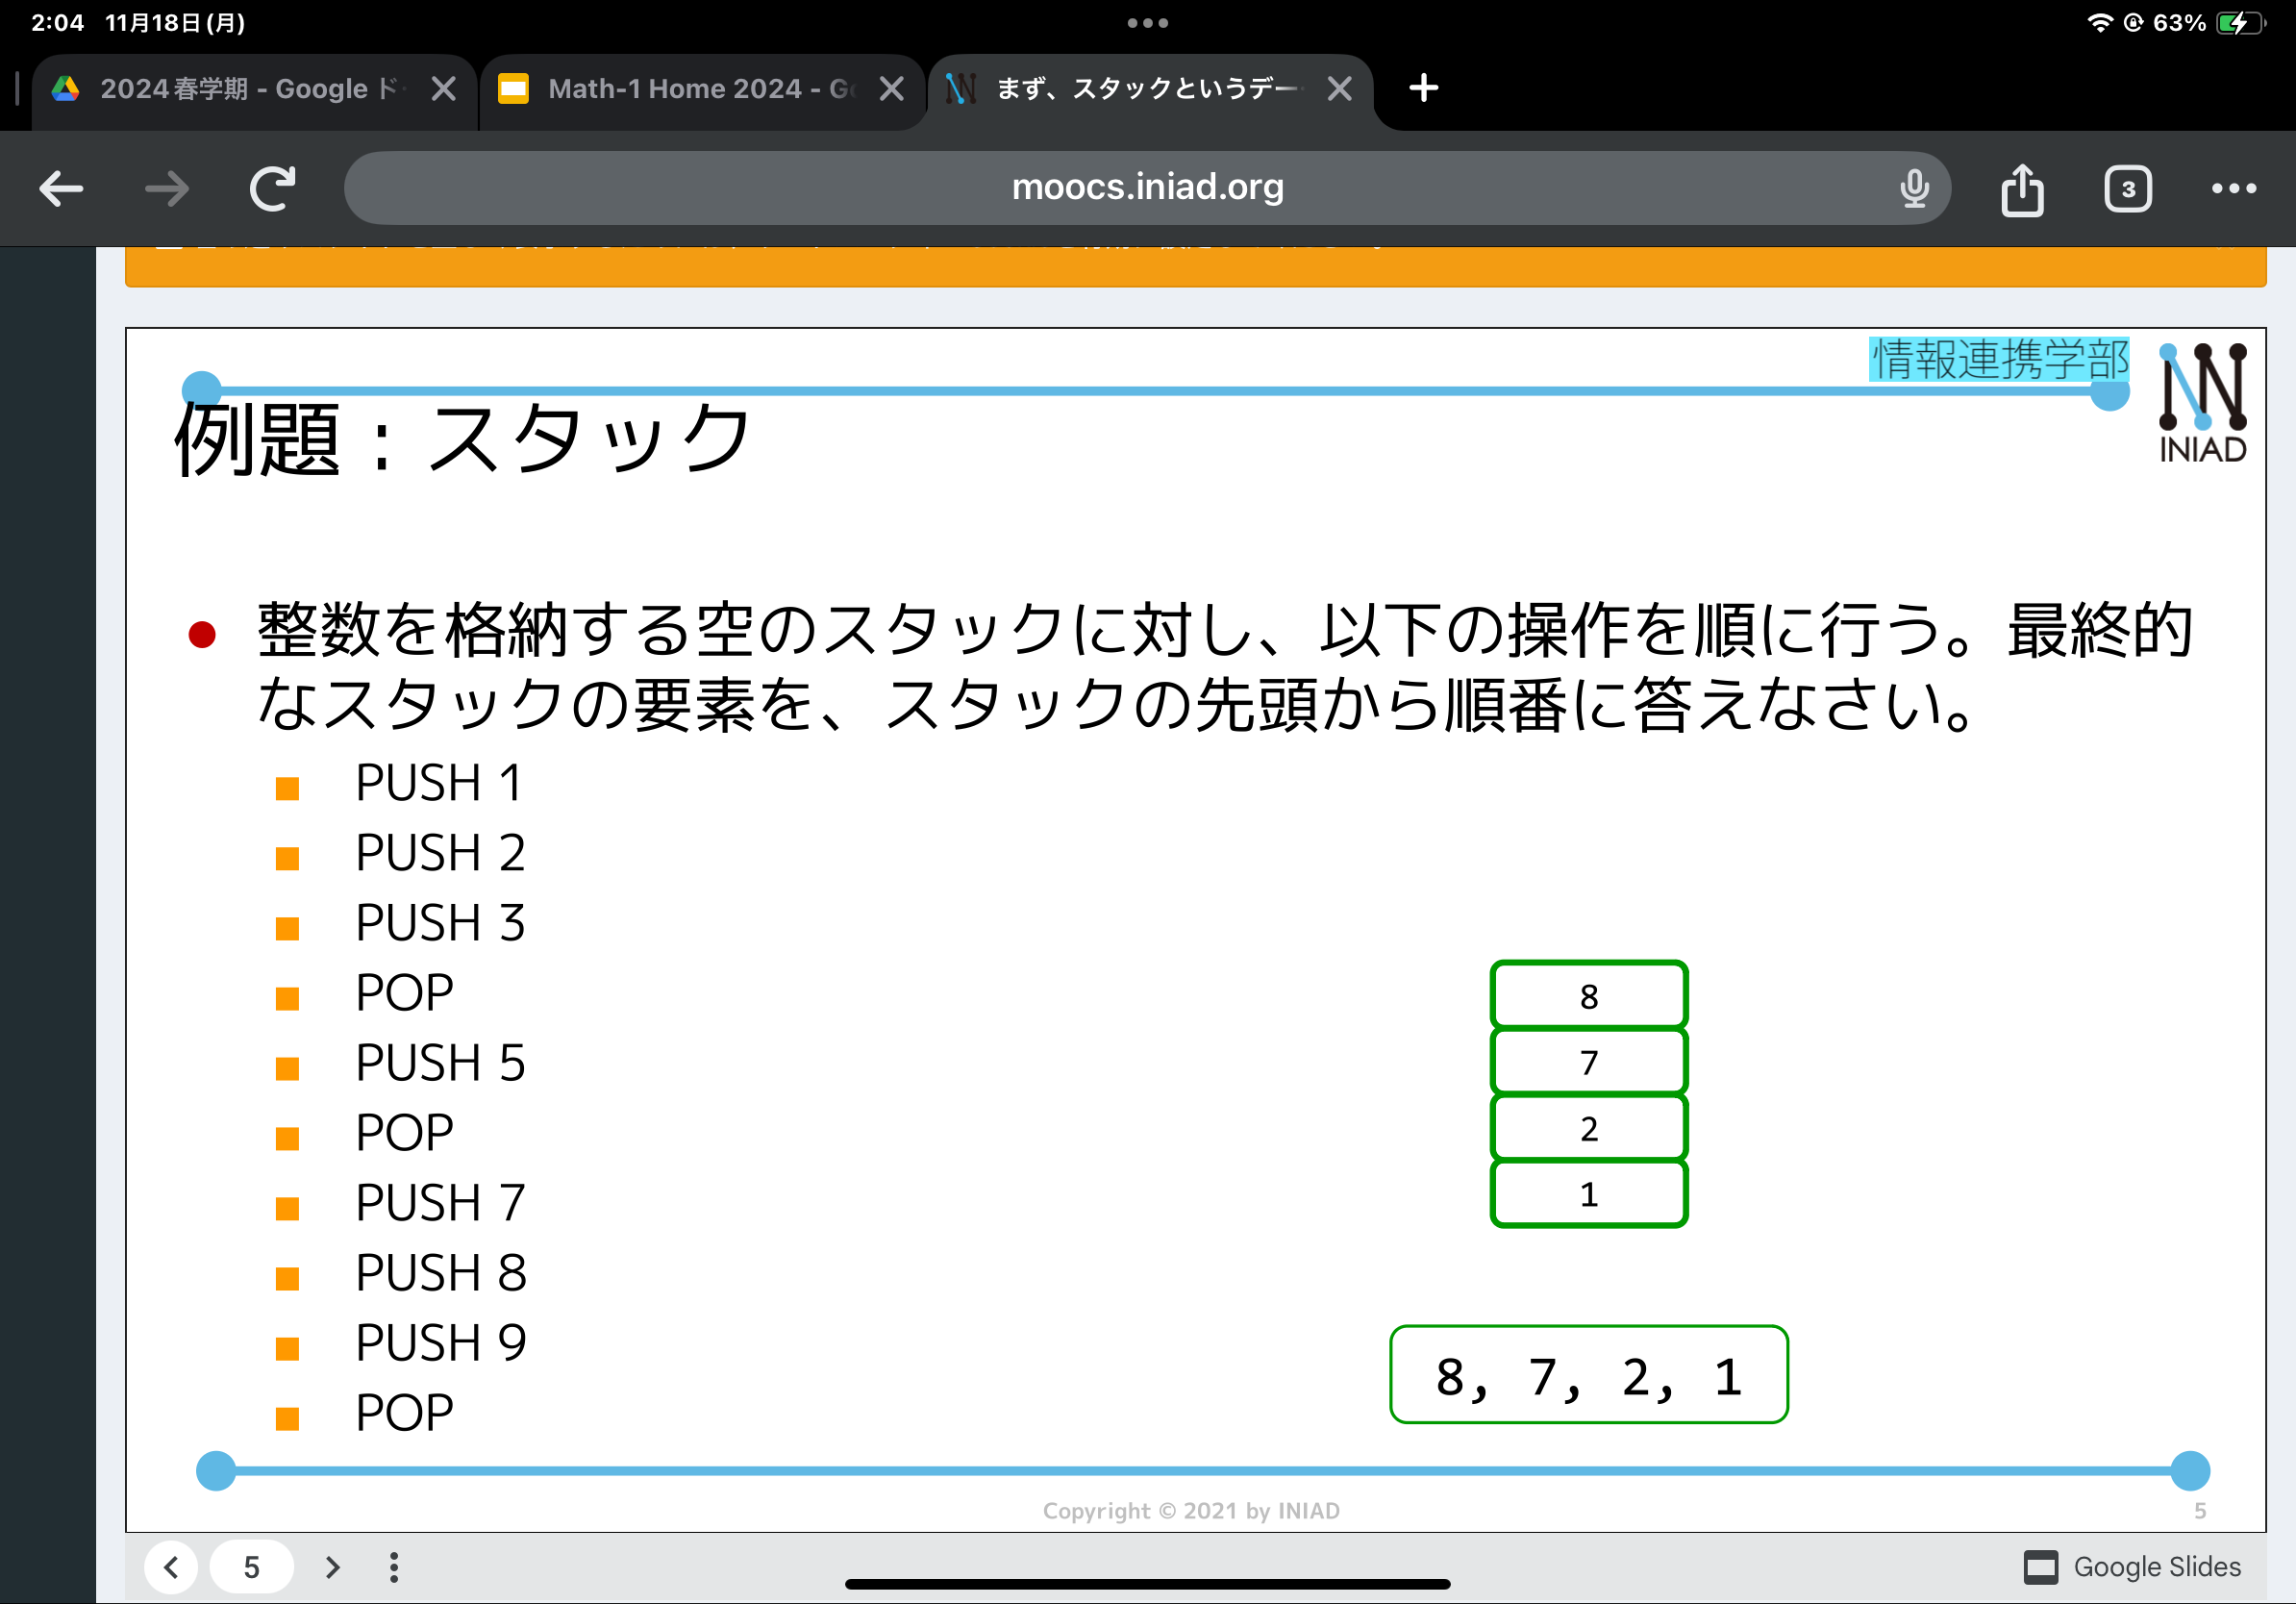 2:04 11月18日(月)
63%
2024春学期 - Google ド
Math-1 Home 2024 - Go
まず、スタックというデー
moocs.iniad.org
3
情報連携学部
INIAD
例題：スタック
整数を格納する空のスタックに対し、以下の操作を順に行う。最終的
なスタックの要素を、スタックの先頭から順番に答えなさい。
PUSH 1
PUSH 2
PUSH 3
POP
PUSH 5
POP
PUSH 7
PUSH 8
PUSH 9
POP
8
7
2
1
8, 7, 2, 1
Copyright © 2021 by INIAD
5
5
Google Slides